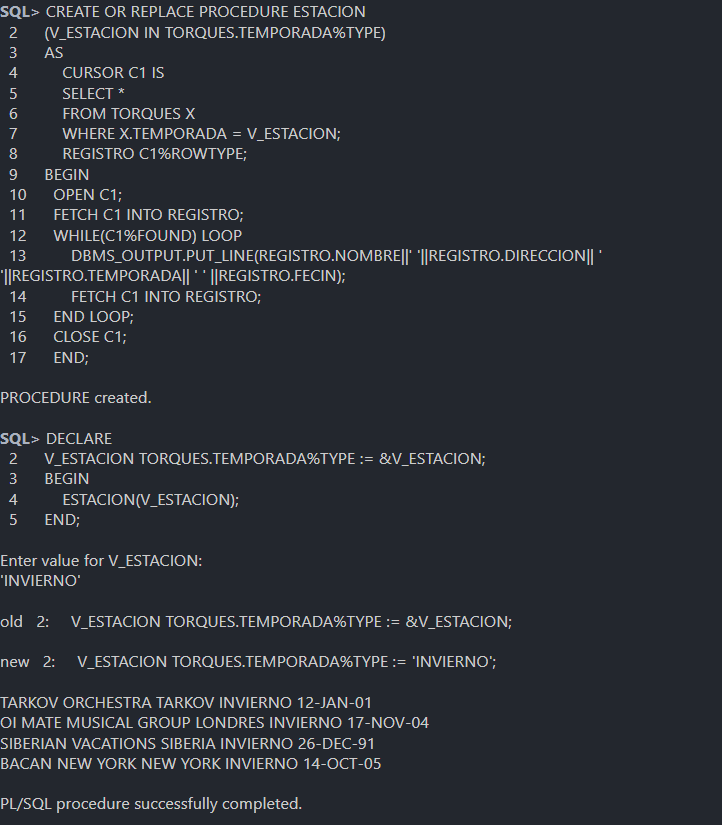 SQL> CREATE OR REPLACE PROCEDURE ESTACION
2 (V_ESTACION IN TORQUES.TEMPORADA%TYPE)
3 AS
4 CURSOR C1 IS
5 SELECT *
6 FROM TORQUES X
7 WHERE X.TEMPORADA = V_ESTACION;
8 REGISTRO C1%ROWTYPE;
9 BEGIN
10 OPEN C1;
11 FETCH C1 INTO REGISTRO;
12 WHILE(C1%FOUND) LOOP
13 DBMS_OUTPUT.PUT_LINE(REGISTRO.NOMBRE||' '||REGISTRO.DIRECCION|| '
'||REGISTRO.TEMPORADA|| ' ' ||REGISTRO.FECIN);
14 FETCH C1 INTO REGISTRO;
15 END LOOP;
16 CLOSE C1;
17 END;
PROCEDURE created.
SQL> DECLARE
2 V_ESTACION TORQUES.TEMPORADA%TYPE := &V_ESTACION;
3 BEGIN
4 ESTACION(V_ESTACION);
5 END;
Enter value for V_ESTACION:
'INVIERNO'
old 2: V_ESTACION TORQUES.TEMPORADA%TYPE := &V_ESTACION;
new 2: V_ESTACION TORQUES.TEMPORADA%TYPE := 'INVIERNO';
TARKOV ORCHESTRA TARKOV INVIERNO 12-JAN-01
OI MATE MUSICAL GROUP LONDRES INVIERNO 17-NOV-04
SIBERIAN VACATIONS SIBERIA INVIERNO 26-DEC-91
BACAN NEW YORK NEW YORK INVIERNO 14-OCT-05
PL/SQL procedure successfully completed.